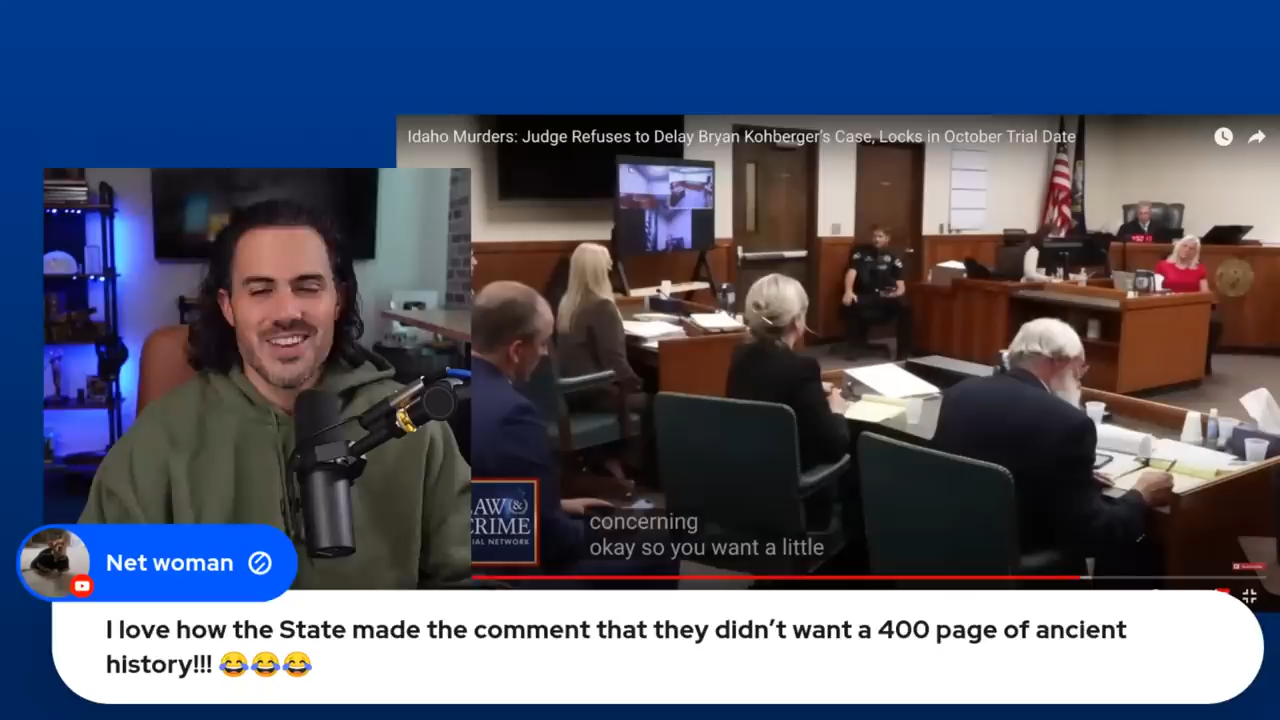 Idaho Murders: Judge Refuses to Delay Bryan Kohberger's Case, Locks in October Trial Date
LAW &
CRIME
concerning
okay so you want a little
Net woman
I love how the State made the comment that they didn’t want a 400 page of ancient
history!!! 😂😂😂